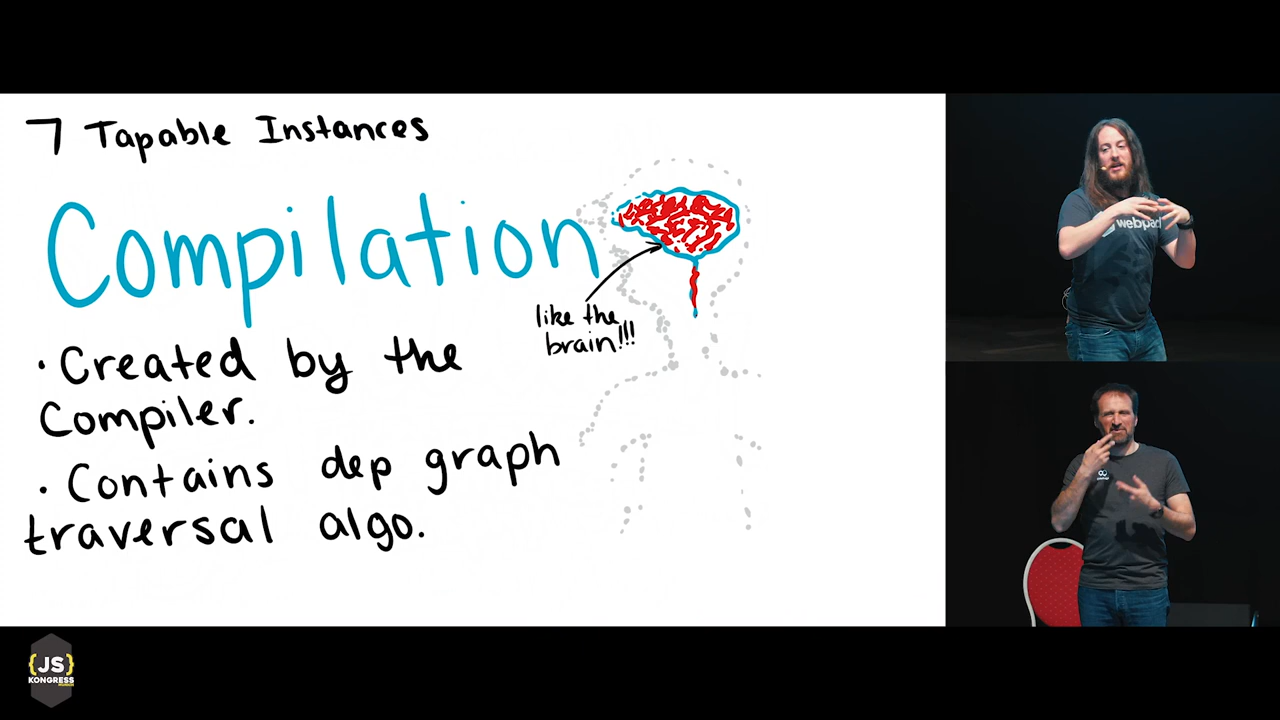 7 Tapable Instances
Compilation
like the
brain!!!
· Created by the
Compiler.
· Contains dep graph
traversal algo.
webpack
{JS}
KONGRESS